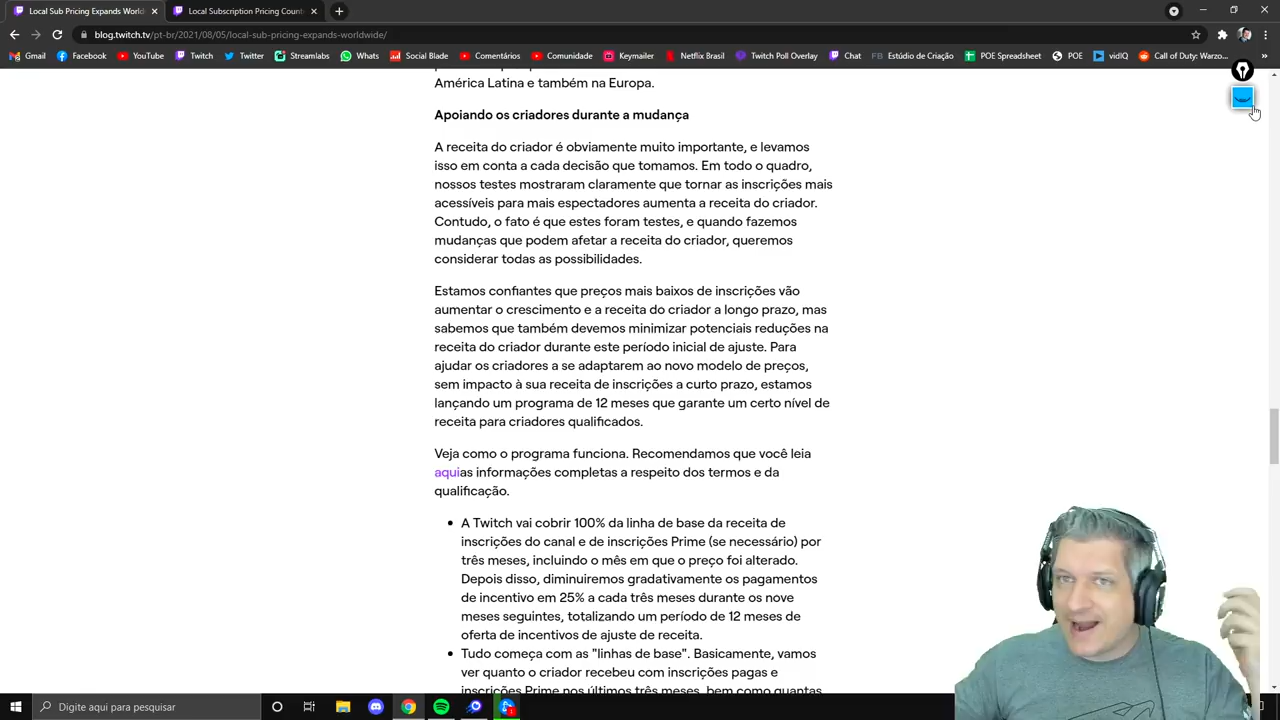 Local Sub Pricing Expands World
Local Subscription Pricing Count
blog.twitch.tv/pt-br/2021/08/05/local-sub-pricing-expands-worldwide/
Gmail Facebook YouTube Twitch Twitter Streamlabs Whats Social Blade Comentários Comunidade Keymailer Netflix Brasil Twitch Poll Overlay Chat FB Estúdio de Criação POE Spreadsheet POE vidIQ Call of Duty: Warzo...
América Latina e também na Europa.
Apoiando os criadores durante a mudança
A receita do criador é obviamente muito importante, e levamos
isso em conta a cada decisão que tomamos. Em todo o quadro,
nossos testes mostraram claramente que tornar as inscrições mais
acessíveis para mais espectadores aumenta a receita do criador.
Contudo, o fato é que estes foram testes, e quando fazemos
mudanças que podem afetar a receita do criador, queremos
considerar todas as possibilidades.
Estamos confiantes que preços mais baixos de inscrições vão
aumentar o crescimento e a receita do criador a longo prazo, mas
sabemos que também devemos minimizar potenciais reduções na
receita do criador durante este período inicial de ajuste. Para
ajudar os criadores a se adaptarem ao novo modelo de preços,
sem impacto à sua receita de inscrições a curto prazo, estamos
lançando um programa de 12 meses que garante um certo nível de
receita para criadores qualificados.
Veja como o programa funciona. Recomendamos que você leia
aquias informações completas a respeito dos termos e da
qualificação.
• A Twitch vai cobrir 100% da linha de base da receita de
inscrições do canal e de inscrições Prime (se necessário) por
três meses, incluindo o mês em que o preço foi alterado.
Depois disso, diminuiremos gradativamente os pagamentos
de incentivo em 25% a cada três meses durante os nove
meses seguintes, totalizando um período de 12 meses de
oferta de incentivos de ajuste de receita.
• Tudo começa com as "linhas de base". Basicamente, vamos
ver quanto o criador recebeu com inscrições pagas e
inscrições Prime nos últimos três meses, bem como quantas
Digite aqui para pesquisar